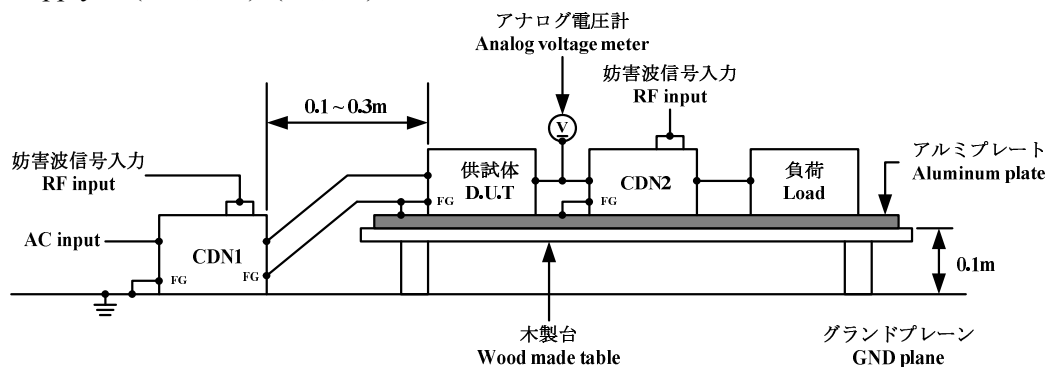 アナログ電圧計
Analog voltage meter
妨害波信号入力
RF input
0.1 ~ 0.3m
V
妨害波信号入力
RF input
供試体
D.U.T
FG
CDN2
FG
負荷
Load
アルミプレート
Aluminum plate
AC input
CDN1
FG
FG
0.1m
木製台
Wood made table
グランドプレーン
GND plane